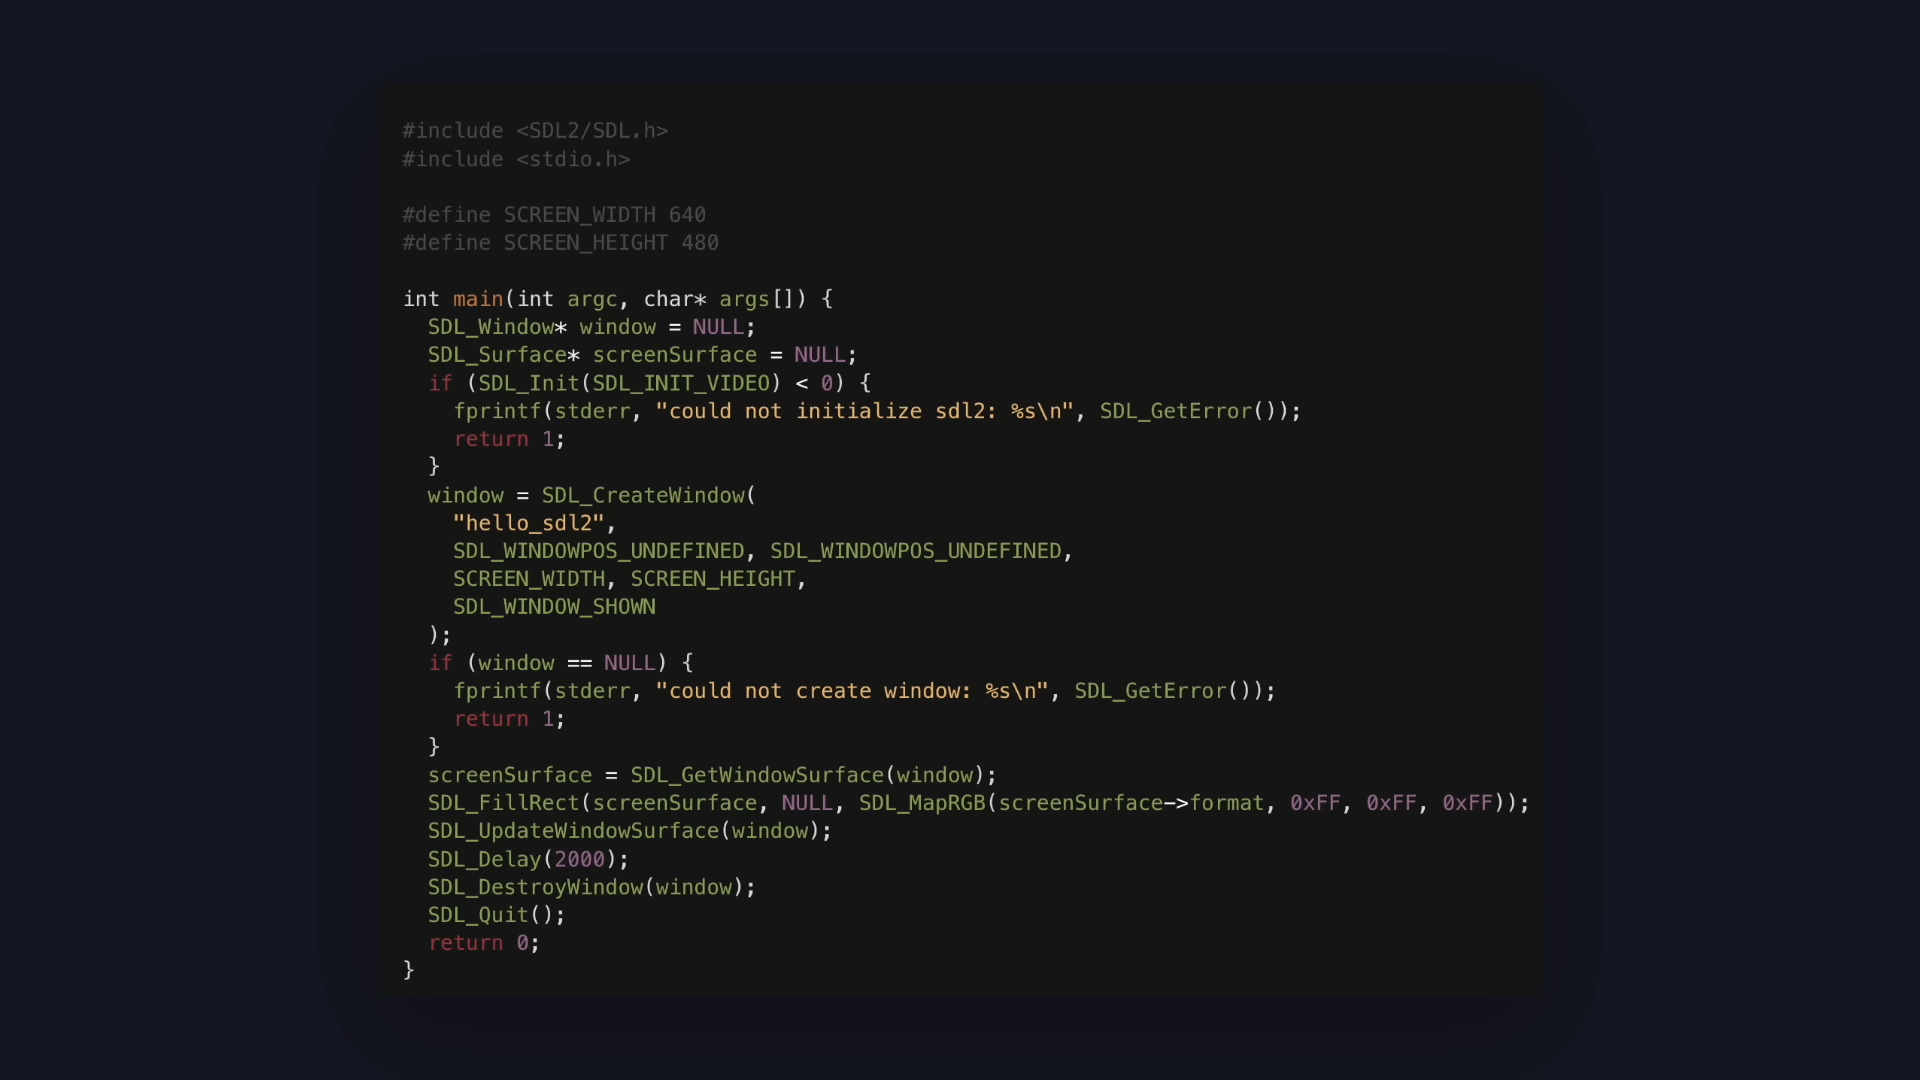 #include <SDL2/SDL.h>
#include <stdio.h>

#define SCREEN_WIDTH 640
#define SCREEN_HEIGHT 480

int main(int argc, char* args[]) {
  SDL_Window* window = NULL;
  SDL_Surface* screenSurface = NULL;
  if (SDL_Init(SDL_INIT_VIDEO) < 0) {
    fprintf(stderr, "could not initialize sdl2: %s\n", SDL_GetError());
    return 1;
  }
  window = SDL_CreateWindow(
    "hello_sdl2",
    SDL_WINDOWPOS_UNDEFINED, SDL_WINDOWPOS_UNDEFINED,
    SCREEN_WIDTH, SCREEN_HEIGHT,
    SDL_WINDOW_SHOWN
  );
  if (window == NULL) {
    fprintf(stderr, "could not create window: %s\n", SDL_GetError());
    return 1;
  }
  screenSurface = SDL_GetWindowSurface(window);
  SDL_FillRect(screenSurface, NULL, SDL_MapRGB(screenSurface->format, 0xFF, 0xFF, 0xFF));
  SDL_UpdateWindowSurface(window);
  SDL_Delay(2000);
  SDL_DestroyWindow(window);
  SDL_Quit();
  return 0;
}